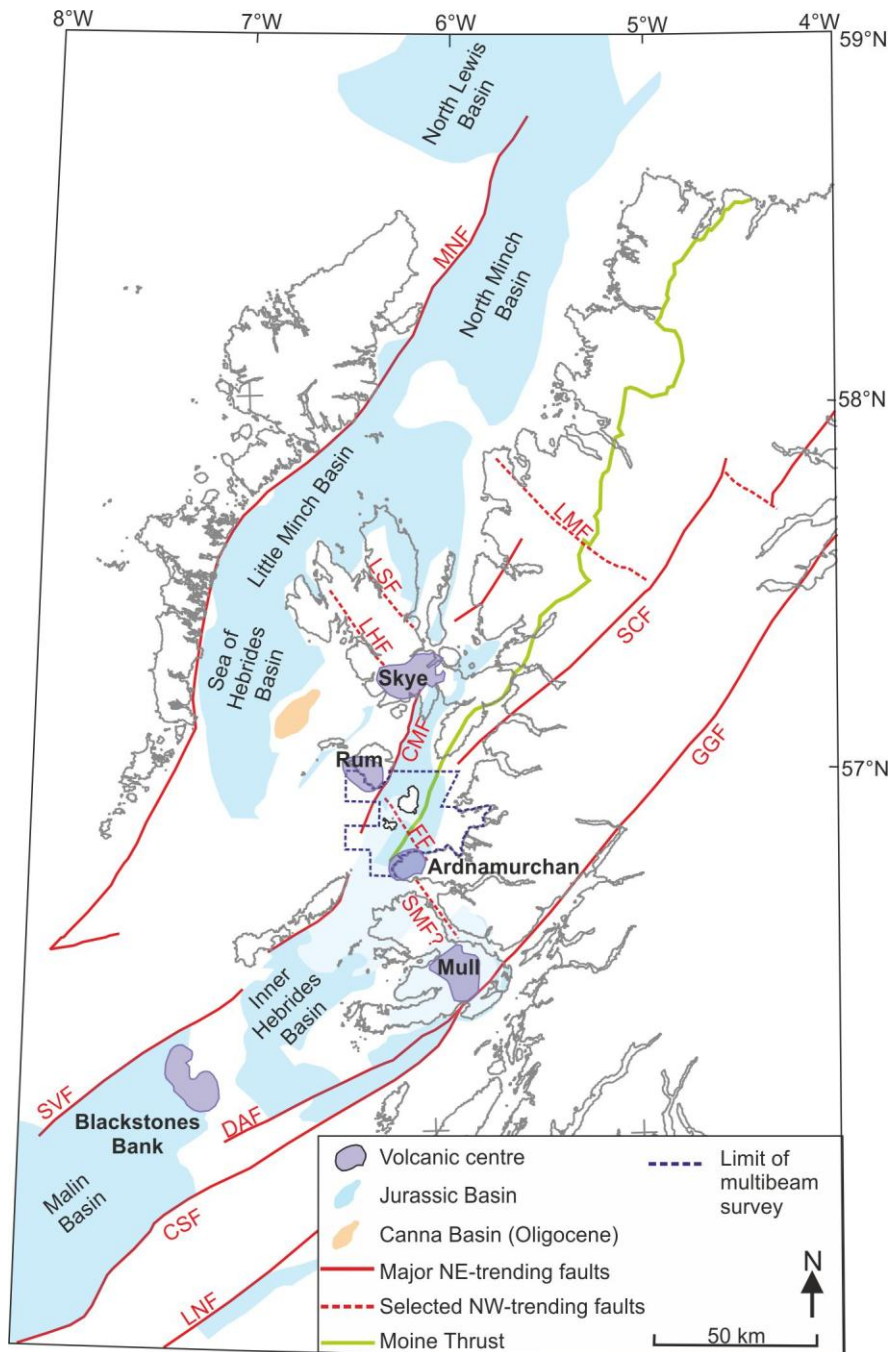 8°W
7°W
6°W
5°W
4°W
59°N
North Lewis
Basin
MNF
North Minch
Basin
58°N
Little Minch Basin
LMF
LSF
LHF
SCF
Sea of
Hebrides
Basin
Skye
CMF
GGF
57°N
Rum
FF
Ardnamurchan
SMF?
Mull
Inner
Hebrides
Basin
SVF
Blackstones
Bank
DAF
Malin
Basin
CSF
LNF
Volcanic centre
Jurassic Basin
Canna Basin (Oligocene)
Major NE-trending faults
Selected NW-trending faults
Moine Thrust
Limit of
multibeam
survey
N
50 km